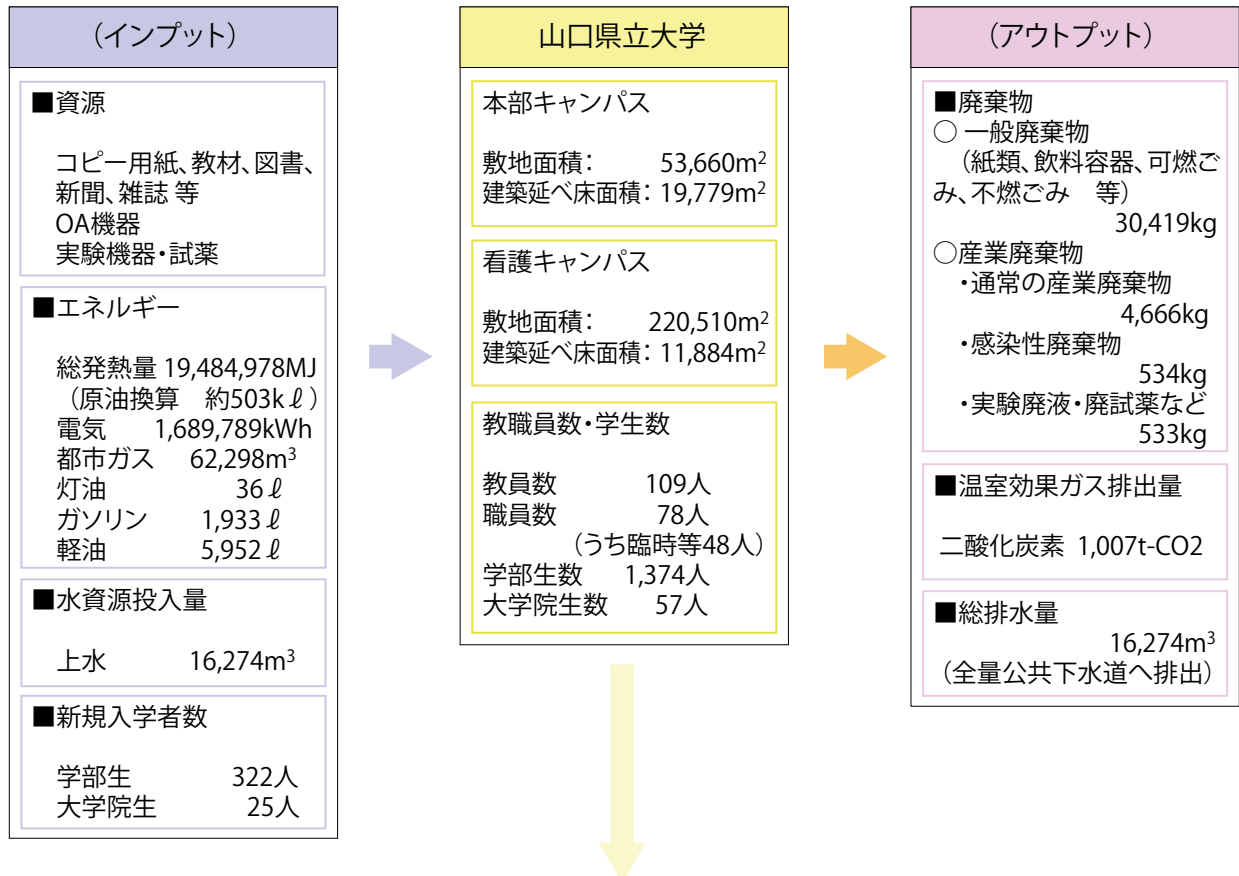 (インプット)
■資源
コピー用紙、教材、図書、
新聞、雑誌 等
OA機器
実験機器・試薬
■エネルギー
総発熱量 19,484,978MJ
(原油換算 約503kℓ)
電気 1,689,789kWh
都市ガス 62,298m³
灯油 36ℓ
ガソリン 1,933ℓ
軽油 5,952ℓ
■水資源投入量
上水 16,274m³
■新規入学者数
学部生 322人
大学院生 25人
山口県立大学
本部キャンパス
敷地面積: 53,660m²
建築延べ床面積: 19,779m²
看護キャンパス
敷地面積: 220,510m²
建築延べ床面積: 11,884m²
教職員数・学生数
教員数 109人
職員数 78人
(うち臨時等48人)
学部生数 1,374人
大学院生数 57人
(アウトプット)
■廃棄物
○ 一般廃棄物
(紙類、飲料容器、可燃ご
み、不燃ごみ 等)
30,419kg
○産業廃棄物
・通常の産業廃棄物
4,666kg
・感染性廃棄物
534kg
・実験廃液・廃試薬など
533kg
■温室効果ガス排出量
二酸化炭素 1,007t-CO2
■総排水量
16,274m³
(全量公共下水道へ排出)